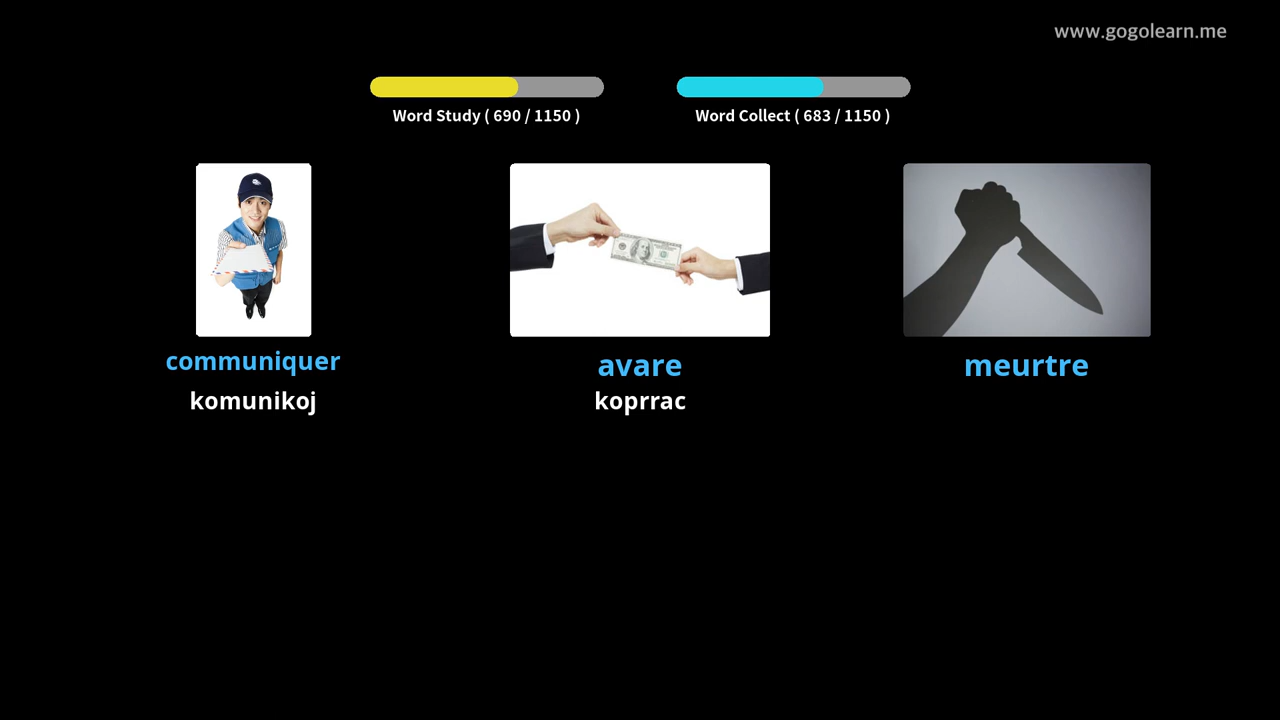 www.gogolearn.me
Word Study ( 690 / 1150 )
Word Collect ( 683 / 1150 )
communiquer
komunikoj
avare
koprrac
meurtre